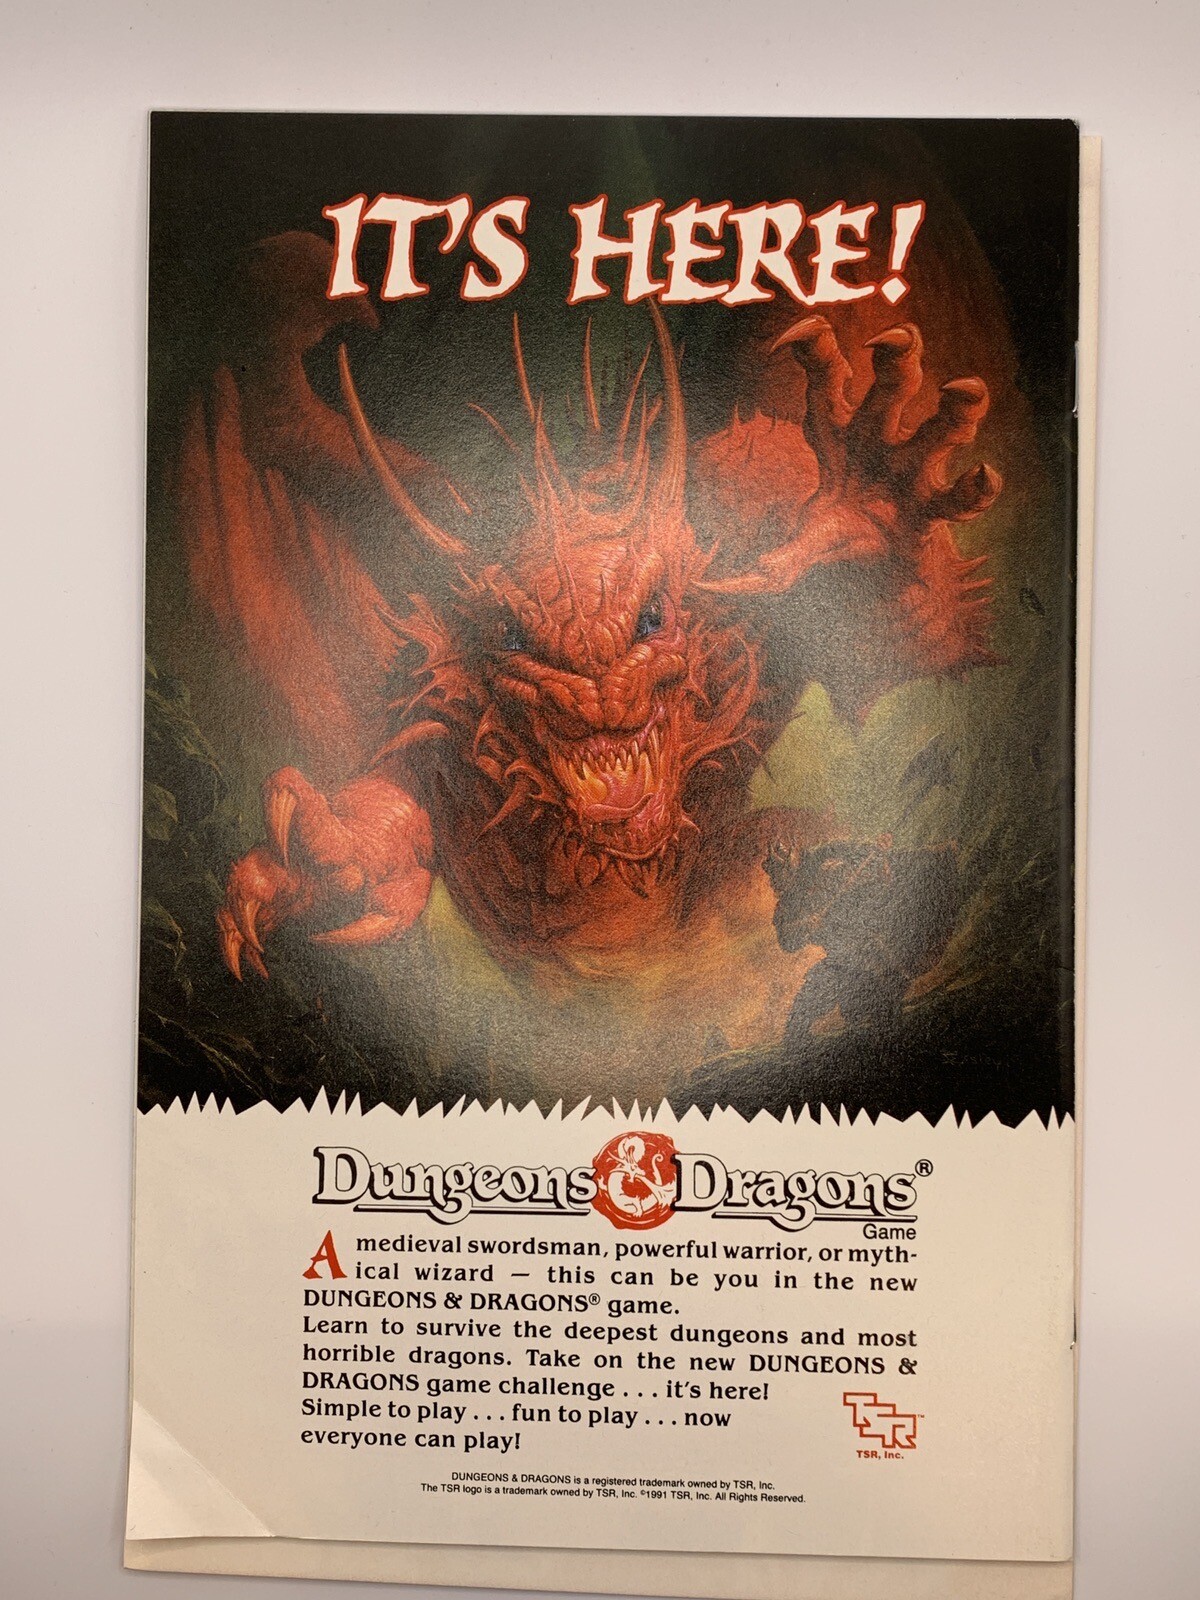 IT'S HERE!
Dungeons & Dragons®
Game
A medieval swordsman, powerful warrior, or myth-
ical wizard — this can be you in the new
DUNGEONS & DRAGONS® game.
Learn to survive the deepest dungeons and most
horrible dragons. Take on the new DUNGEONS &
DRAGONS game challenge . . . it's here!
Simple to play . . . fun to play . . . now
everyone can play!
TSR™
TSR, Inc.
DUNGEONS & DRAGONS is a registered trademark owned by TSR, Inc.
The TSR logo is a trademark owned by TSR, Inc. ©1991 TSR, Inc. All Rights Reserved.